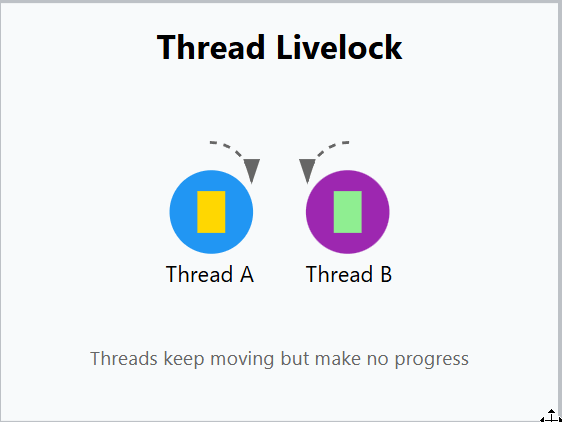 Thread Livelock
Thread A
Thread B
Threads keep moving but make no progress